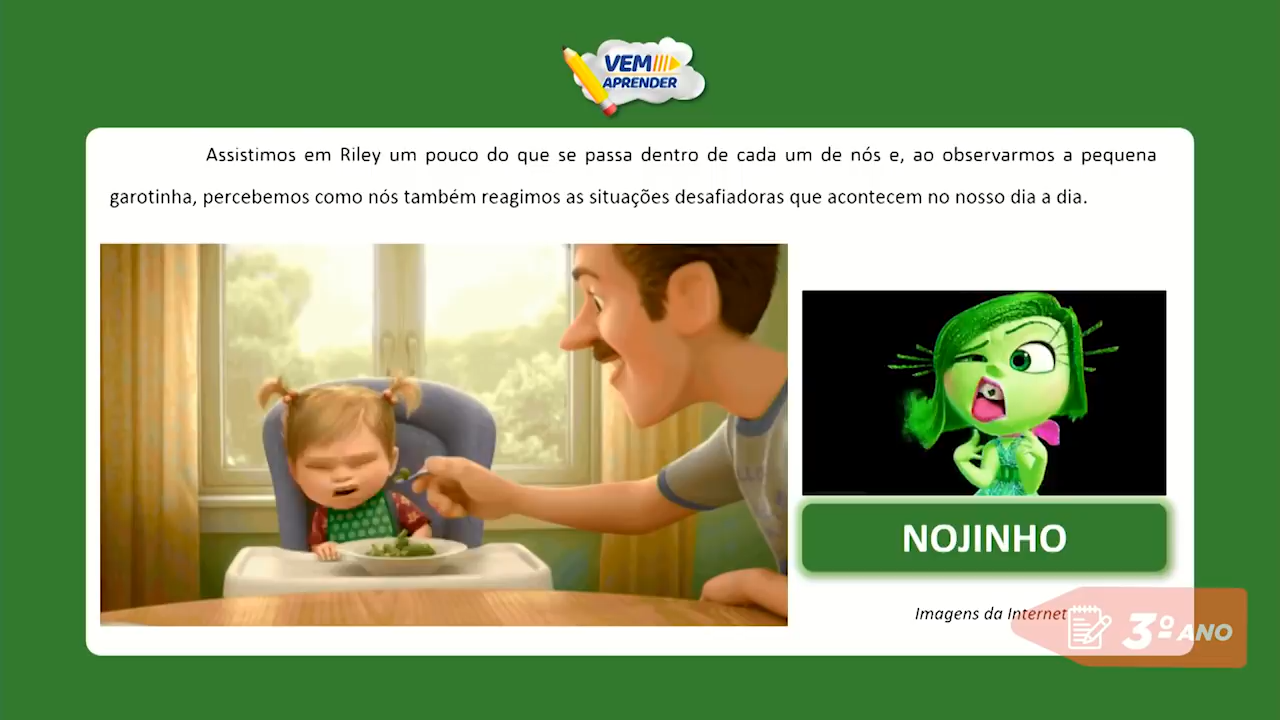 VEM
APRENDER
Assistimos em Riley um pouco do que se passa dentro de cada um de nós e, ao observarmos a pequena
garotinha, percebemos como nós também reagimos as situações desafiadoras que acontecem no nosso dia a dia.
NOJINHO
Imagens da Internet
3º ANO